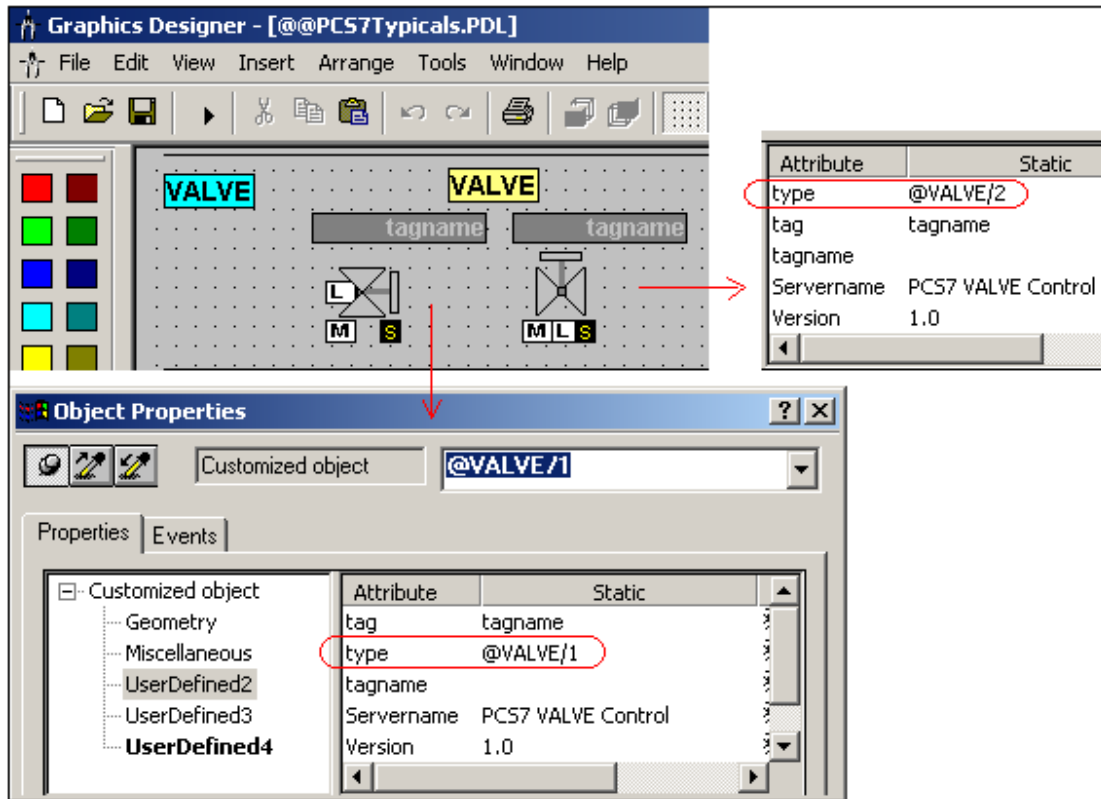 Graphics Designer - [@@PCS7Typicals.PDL]
File Edit View Insert Arrange Tools Window Help
VALVE VALVE
tagname tagname
L
M S M L S
Attribute Static
type @VALVE/2
tag tagname
tagname
Servername PCS7 VALVE Control
Version 1.0
Object Properties
Customized object @VALVE/1
Properties Events
Customized object
Geometry
Miscellaneous
UserDefined2
UserDefined3
UserDefined4
Attribute Static
tag tagname
type @VALVE/1
tagname
Servername PCS7 VALVE Control
Version 1.0